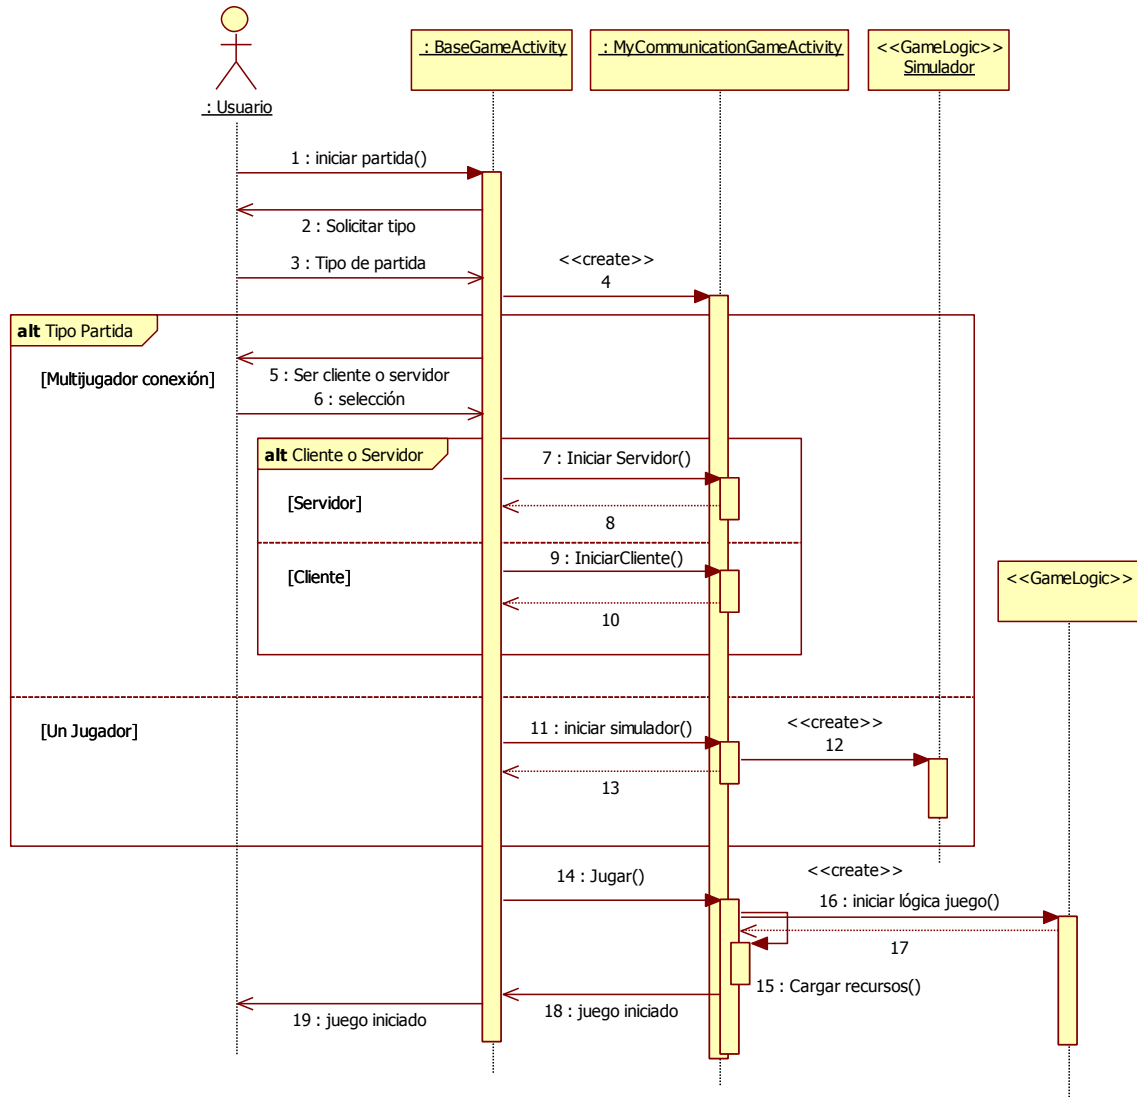 : BaseGameActivity
: MyCommunicationGameActivity
<<GameLogic>>
Simulador
: Usuario
1 : iniciar partida()
2 : Solicitar tipo
3 : Tipo de partida
<<create>>
4
alt Tipo Partida
[Multijugador conexión]
5 : Ser cliente o servidor
6 : selección
alt Cliente o Servidor
7 : Iniciar Servidor()
[Servidor]
8
9 : IniciarCliente()
[Cliente]
10
<<GameLogic>>
[Un Jugador]
11 : iniciar simulador()
<<create>>
12
13
14 : Jugar()
<<create>>
16 : iniciar lógica juego()
17
15 : Cargar recursos()
18 : juego iniciado
19 : juego iniciado